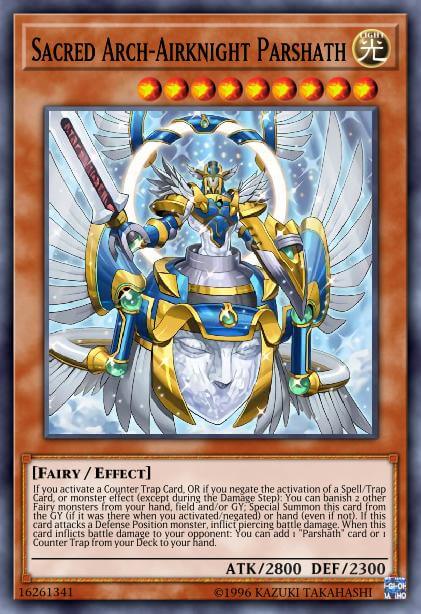 SACRED ARCH-AIRKNIGHT PARSHATH
LIGHT
光
[FAIRY / EFFECT]
If you activate a Counter Trap Card, OR if you negate the activation of a Spell/Trap
Card, or monster effect (except during the Damage Step): You can banish 2 other
Fairy monsters from your hand, field and/or GY; Special Summon this card from
the GY (if it was there when you activated/negated) or hand (even if not). If this
card attacks a Defense Position monster, inflict piercing battle damage. When this
card inflicts battle damage to your opponent: You can add 1 "Parshath" card or 1
Counter Trap from your Deck to your hand.
ATK/2800 DEF/2300
16261341
©1996 KAZUKI TAKAHASHI